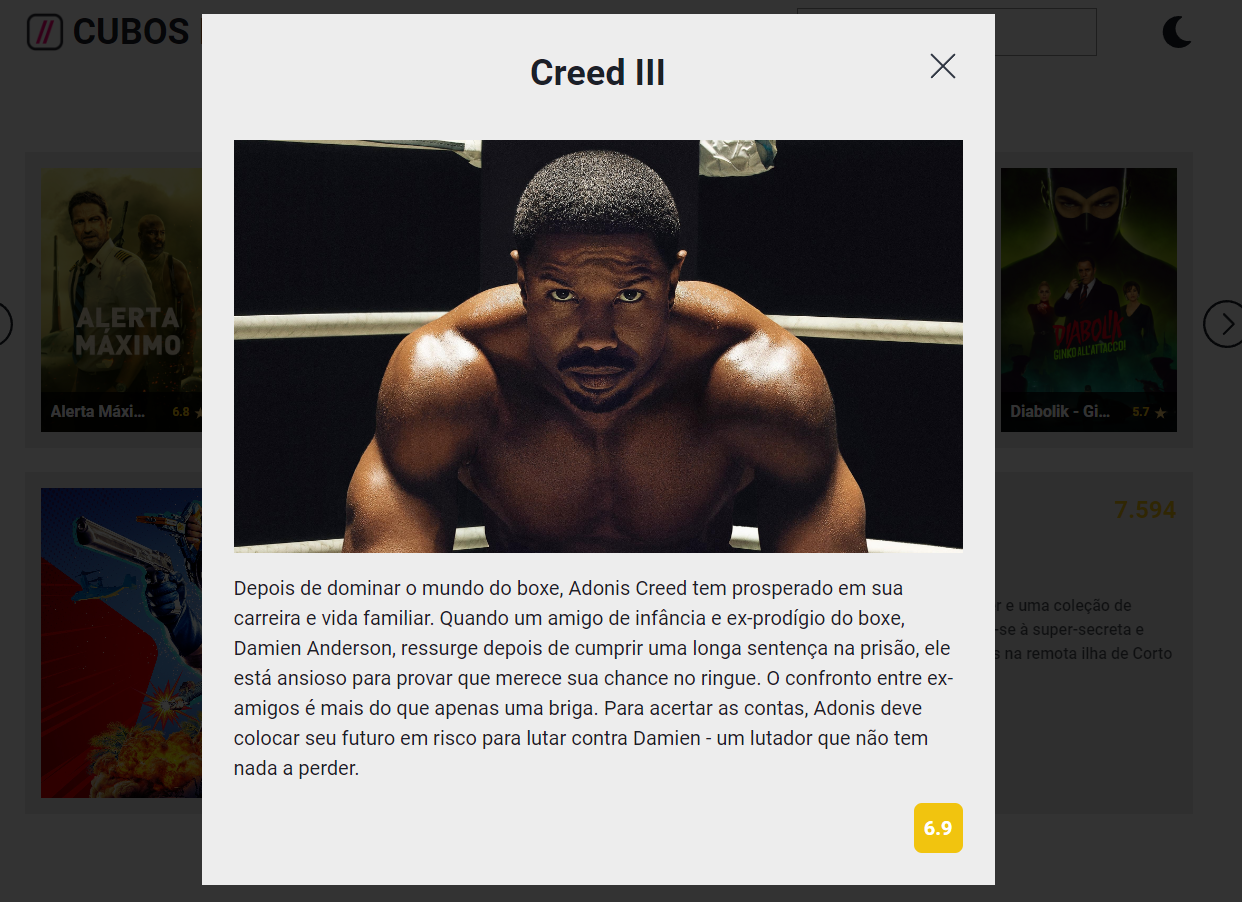 CUBOS
Creed III
ALERTA
MÁXIMO
Alerta Máxi...
6.8
DIABOLIK
GINKO ALL'ATTACCO!
Diabolik - Gi...
5.7
7.594
r e uma coleção de
-se à super-secreta e
s na remota ilha de Corto
Depois de dominar o mundo do boxe, Adonis Creed tem prosperado em sua
carreira e vida familiar. Quando um amigo de infância e ex-prodígio do boxe,
Damien Anderson, ressurge depois de cumprir uma longa sentença na prisão, ele
está ansioso para provar que merece sua chance no ringue. O confronto entre ex-
amigos é mais do que apenas uma briga. Para acertar as contas, Adonis deve
colocar seu futuro em risco para lutar contra Damien - um lutador que não tem
nada a perder.
6.9